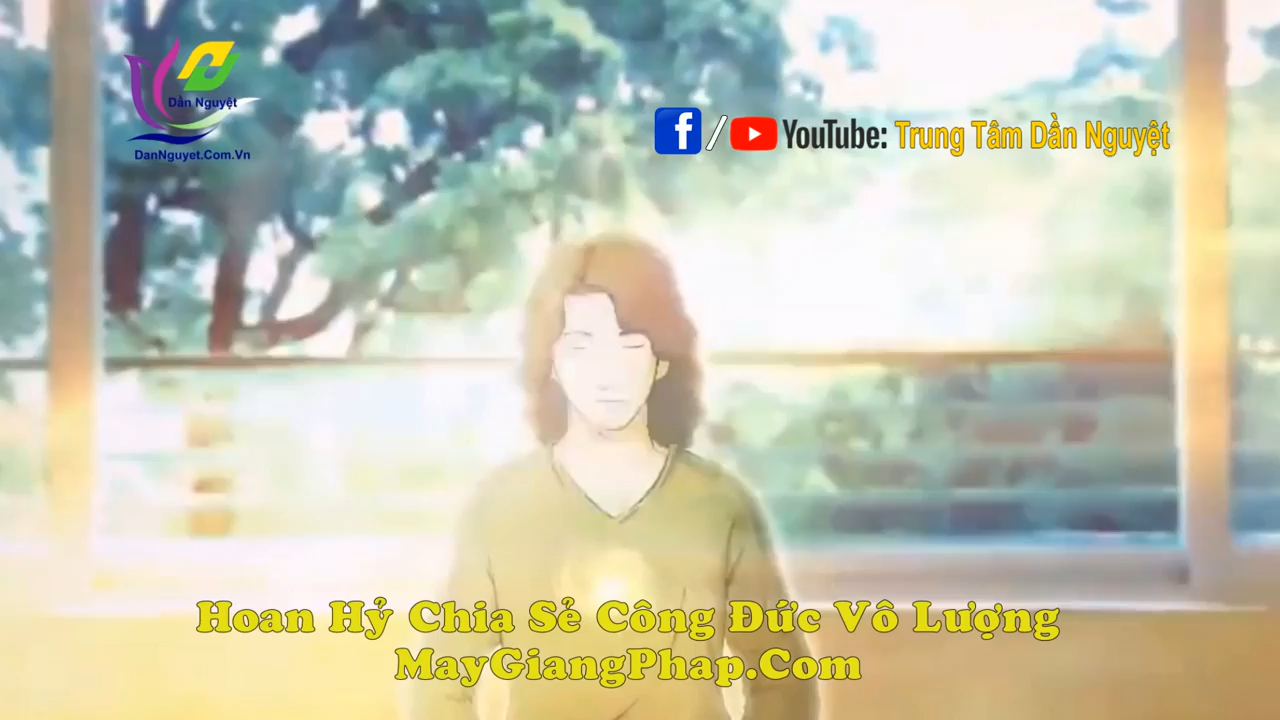 Dần Nguyệt
DanNguyet.Com.Vn
f / YouTube: Trung Tâm Dần Nguyệt
Hoan Hỷ Chia Sẻ Công Đức Vô Lượng
MayGiangPhap.Com